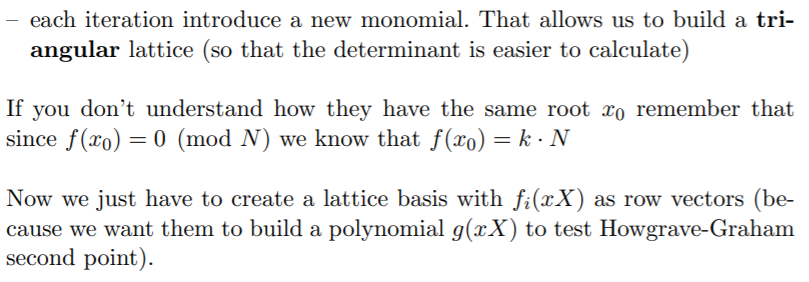 – each iteration introduce a new monomial. That allows us to build a tri-
angular lattice (so that the determinant is easier to calculate)
If you don't understand how they have the same root x₀ remember that
since f(x₀) = 0 (mod N) we know that f(x₀) = k · N
Now we just have to create a lattice basis with fᵢ(xX) as row vectors (be-
cause we want them to build a polynomial g(xX) to test Howgrave-Graham
second point).